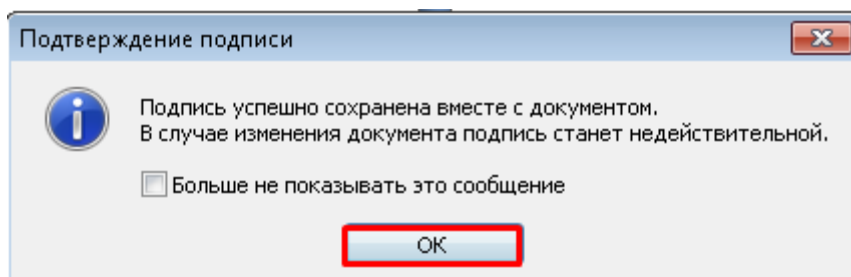 Подтверждение подписи
Подпись успешно сохранена вместе с документом.
В случае изменения документа подпись станет недействительной.
Больше не показывать это сообщение
ОК